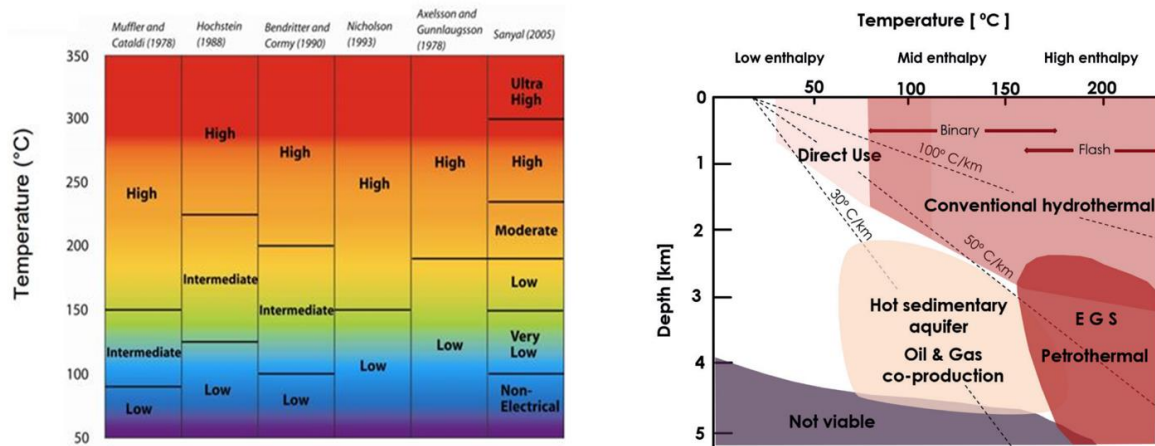 Muffler and
Cataldi (1978)
Hochstein
(1988)
Bendritter and
Cormy (1990)
Nicholson
(1993)
Axelsson and
Gunnlaugsson
(1978)
Sanyal (2005)
Temperature (°C)
350
300
250
200
150
100
50
High
Intermediate
Low
High
Intermediate
Low
High
Intermediate
Low
High
Low
High
Low
Ultra
High
High
Moderate
Low
Very
Low
Non-
Electrical
Temperature [ ºC]
Low enthalpy
Mid enthalpy
High enthalpy
50
100
150
200
Depth [km]
0
1
2
3
4
5
Binary
Flash
Direct Use
100º C/km
30º C/km
50º C/km
Conventional hydrothermal
Hot sedimentary
aquifer
Oil & Gas
co-production
E G S
Petrothermal
Not viable